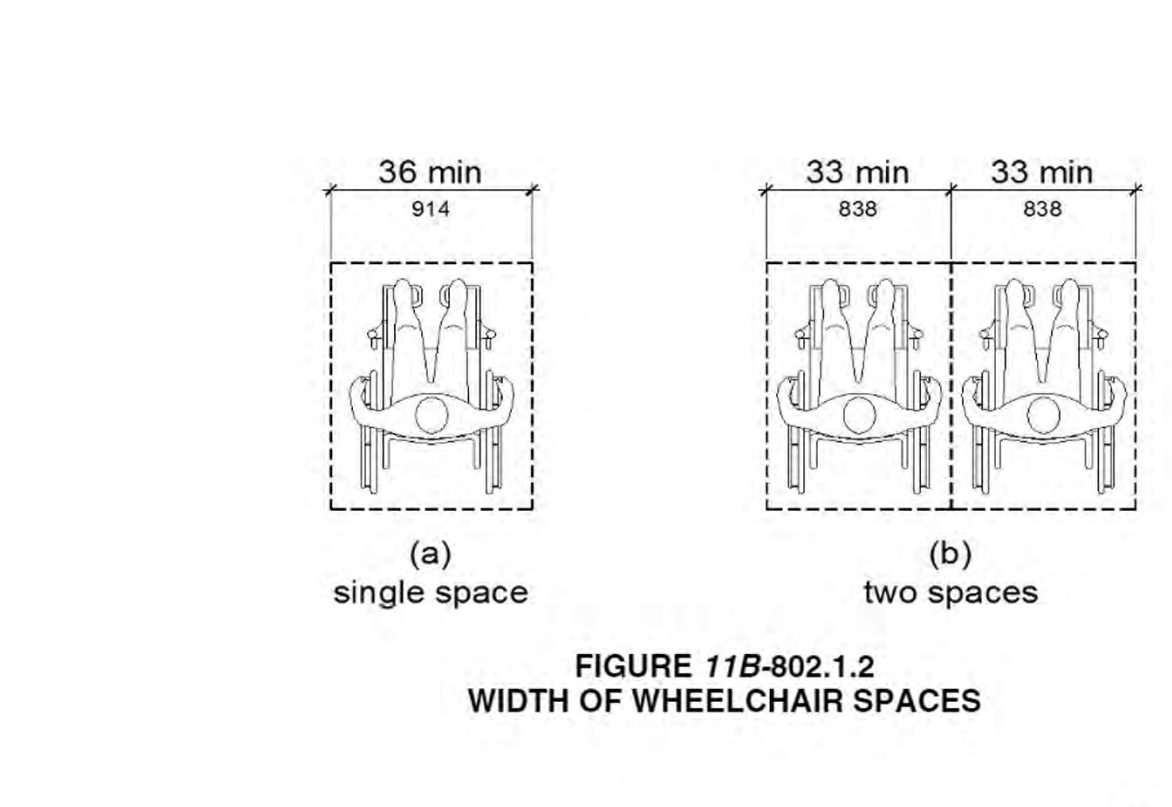 36 min
914
33 min 33 min
838 838
(a)
single space
(b)
two spaces
FIGURE 11B-802.1.2
WIDTH OF WHEELCHAIR SPACES